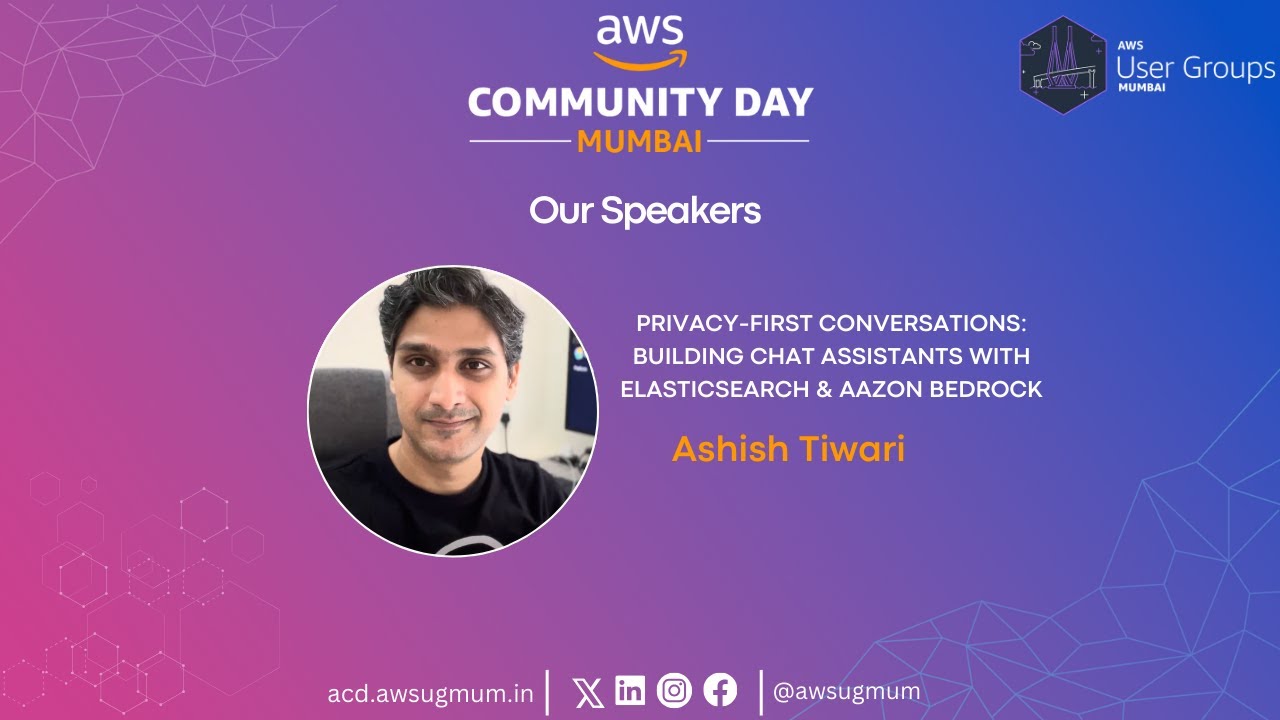 aws
COMMUNITY DAY
MUMBAI
AWS
User Groups
MUMBAI
Our Speakers
PRIVACY-FIRST CONVERSATIONS:
BUILDING CHAT ASSISTANTS WITH
ELASTICSEARCH & AAZON BEDROCK
Ashish Tiwari
acd.awsugmum.in
@awsugmum